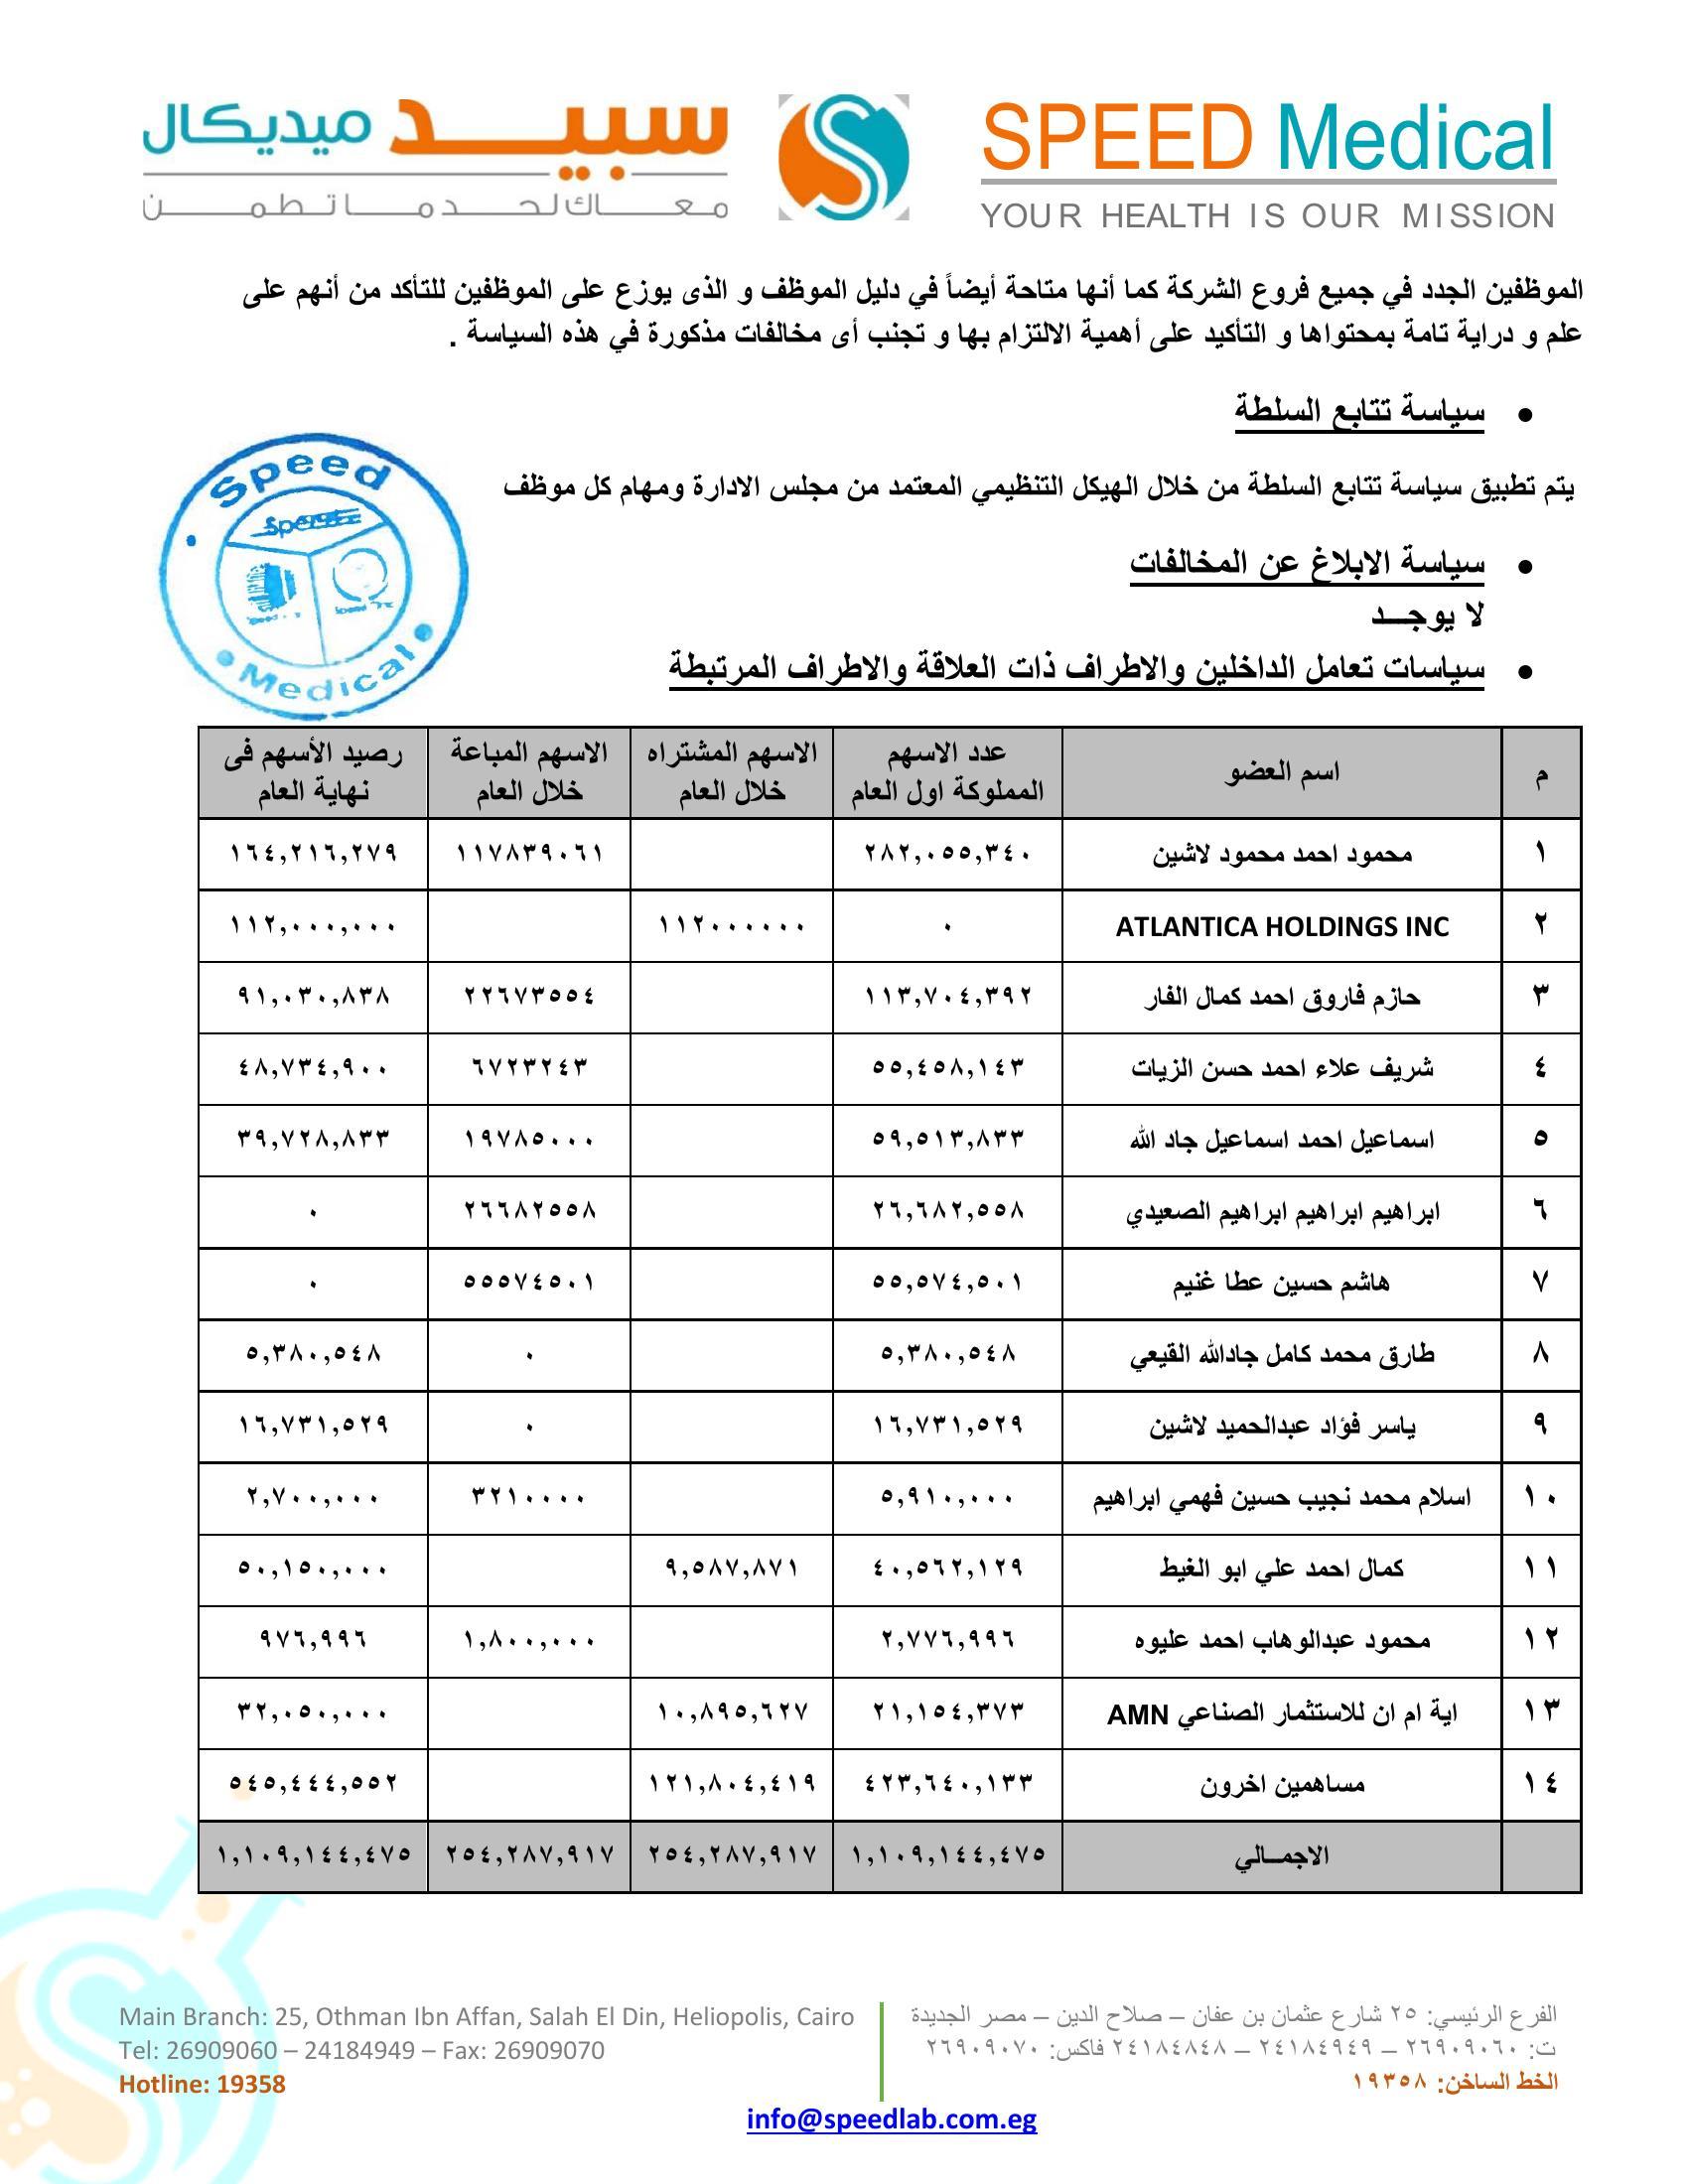 سبيد ميديكال
معاك لحد ما تطمن
SPEED Medical
YOUR HEALTH IS OUR MISSION
الموظفين الجدد في جميع فروع الشركة كما أنها متاحة أيضاً في دليل الموظف و الذى يوزع على الموظفين للتأكد من أنهم على
علم و دراية تامة بمحتواها و التأكيد على أهمية الالتزام بها و تجنب أى مخالفات مذكورة في هذه السياسة .
• سياسة تتابع السلطة
يتم تطبيق سياسة تتابع السلطة من خلال الهيكل التنظيمي المعتمد من مجلس الادارة ومهام كل موظف
Speed
Medical
• سياسة الابلاغ عن المخالفات
لا يوجـــد
• سياسات تعامل الداخلين والاطراف ذات العلاقة والاطراف المرتبطة
م | اسم العضو | عدد الاسهم المملوكة اول العام | الاسهم المشتراه خلال العام | الاسهم المباعة خلال العام | رصيد الأسهم فى نهاية العام
١ | محمود احمد محمود لاشين | ٢٨٢,٠٥٥,٣٤٠ | | ١١٧٨٣٩٠٦١ | ١٦٤,٢١٦,٢٧٩
٢ | ATLANTICA HOLDINGS INC | ٠ | ١١٢٠٠٠٠٠٠ | | ١١٢,٠٠٠,٠٠٠
٣ | حازم فاروق احمد كمال الفار | ١١٣,٧٠٤,٣٩٢ | | ٢٢٦٧٣٥٥٤ | ٩١,٠٣٠,٨٣٨
٤ | شريف علاء احمد حسن الزيات | ٥٥,٤٥٨,١٤٣ | | ٦٧٢٣٢٤٣ | ٤٨,٧٣٤,٩٠٠
٥ | اسماعيل احمد اسماعيل جاد الله | ٥٩,٥١٣,٨٣٣ | | ١٩٧٨٥٠٠٠ | ٣٩,٧٢٨,٨٣٣
٦ | ابراهيم ابراهيم ابراهيم الصعيدي | ٢٦,٦٨٢,٥٥٨ | | ٢٦٦٨٢٥٥٨ | ٠
٧ | هاشم حسين عطا غنيم | ٥٥,٥٧٤,٥٠١ | | ٥٥٥٧٤٥٠١ | ٠
٨ | طارق محمد كامل جادالله القيعي | ٥,٣٨٠,٥٤٨ | | ٠ | ٥,٣٨٠,٥٤٨
٩ | ياسر فؤاد عبدالحميد لاشين | ١٦,٧٣١,٥٢٩ | | ٠ | ١٦,٧٣١,٥٢٩
١٠ | اسلام محمد نجيب حسين فهمي ابراهيم | ٥,٩١٠,٠٠٠ | | ٣٢١٠٠٠٠ | ٢,٧٠٠,٠٠٠
١١ | كمال احمد علي ابو الغيط | ٤٠,٥٦٢,١٢٩ | ٩,٥٨٧,٨٧١ | | ٥٠,١٥٠,٠٠٠
١٢ | محمود عبدالوهاب احمد عليوه | ٢,٧٧٦,٩٩٦ | | ١,٨٠٠,٠٠٠ | ٩٧٦,٩٩٦
١٣ | اية ام ان للاستثمار الصناعي AMN | ٢١,١٥٤,٣٧٣ | ١٠,٨٩٥,٦٢٧ | | ٣٢,٠٥٠,٠٠٠
١٤ | مساهمين اخرون | ٤٢٣,٦٤٠,١٣٣ | ١٢١,٨٠٤,٤١٩ | | ٥٤٥,٤٤٤,٥٥٢
الاجمـــالي | ١,١٠٩,١٤٤,٤٧٥ | ٢٥٤,٢٨٧,٩١٧ | ٢٥٤,٢٨٧,٩١٧ | ١,١٠٩,١٤٤,٤٧٥
الفرع الرئيسي: ٢٥ شارع عثمان بن عفان – صلاح الدين – مصر الجديدة
ت: ٢٦٩٠٩٠٦٠ – ٢٤١٨٤٩٤٩ – ٢٤١٨٤٨٤٨ فاكس: ٢٦٩٠٩٠٧٠
الخط الساخن: ١٩٣٥٨
Main Branch: 25, Othman Ibn Affan, Salah El Din, Heliopolis, Cairo
Tel: 26909060 – 24184949 – Fax: 26909070
Hotline: 19358
info@speedlab.com.eg